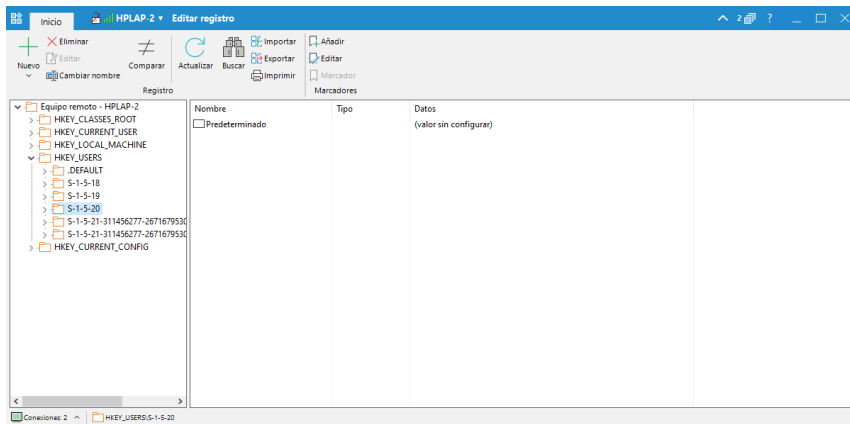 Inicio HPLAP-2 Editar registro 2 ?
Eliminar Importar Añadir
Editar Exportar Editar
Nuevo Cambiar nombre Comparar Actualizar Buscar Imprimir Marcador
Registro Marcadores
Equipo remoto - HPLAP-2
HKEY_CLASSES_ROOT
HKEY_CURRENT_USER
HKEY_LOCAL_MACHINE
HKEY_USERS
.DEFAULT
S-1-5-18
S-1-5-19
S-1-5-20
S-1-5-21-311456277-2671679530
S-1-5-21-311456277-2671679530
HKEY_CURRENT_CONFIG
Nombre Tipo Datos
Predeterminado (valor sin configurar)
Conexiones: 2 HKEY_USERS\S-1-5-20